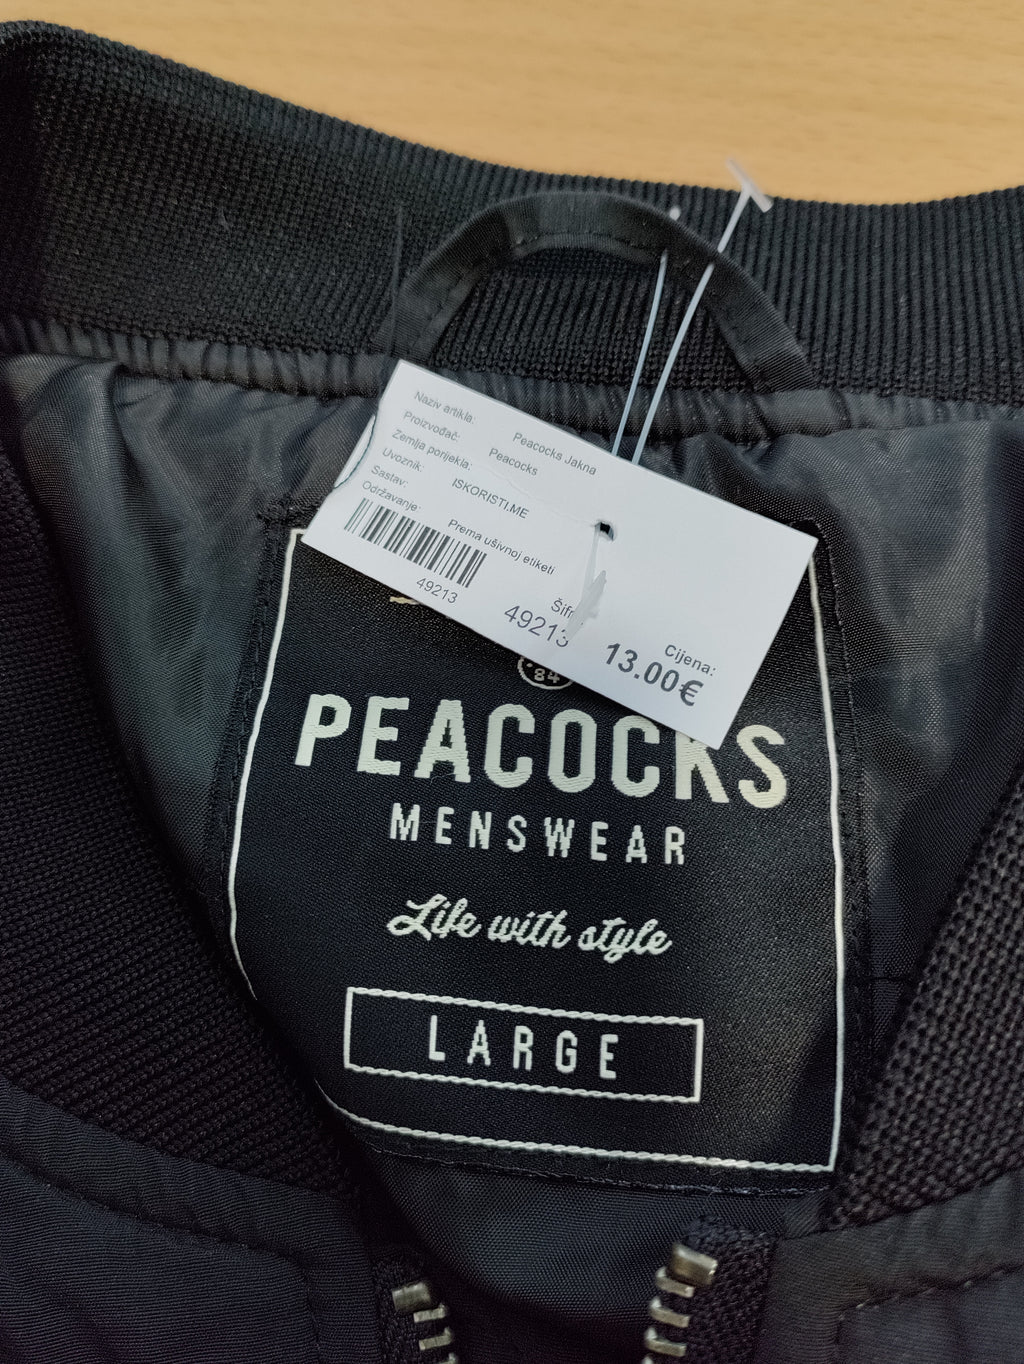 Naziv artikla: Peacocks Jakna
Proizvođač: Peacocks
Zemlja porijekla:
Uvoznik: ISKORISTI.ME
Sastav:
Održavanje: Prema ušivnoj etiketi
49213
49213
Cijena:
13.00€
84
PEACOCKS
MENSWEAR
Life with style
LARGE